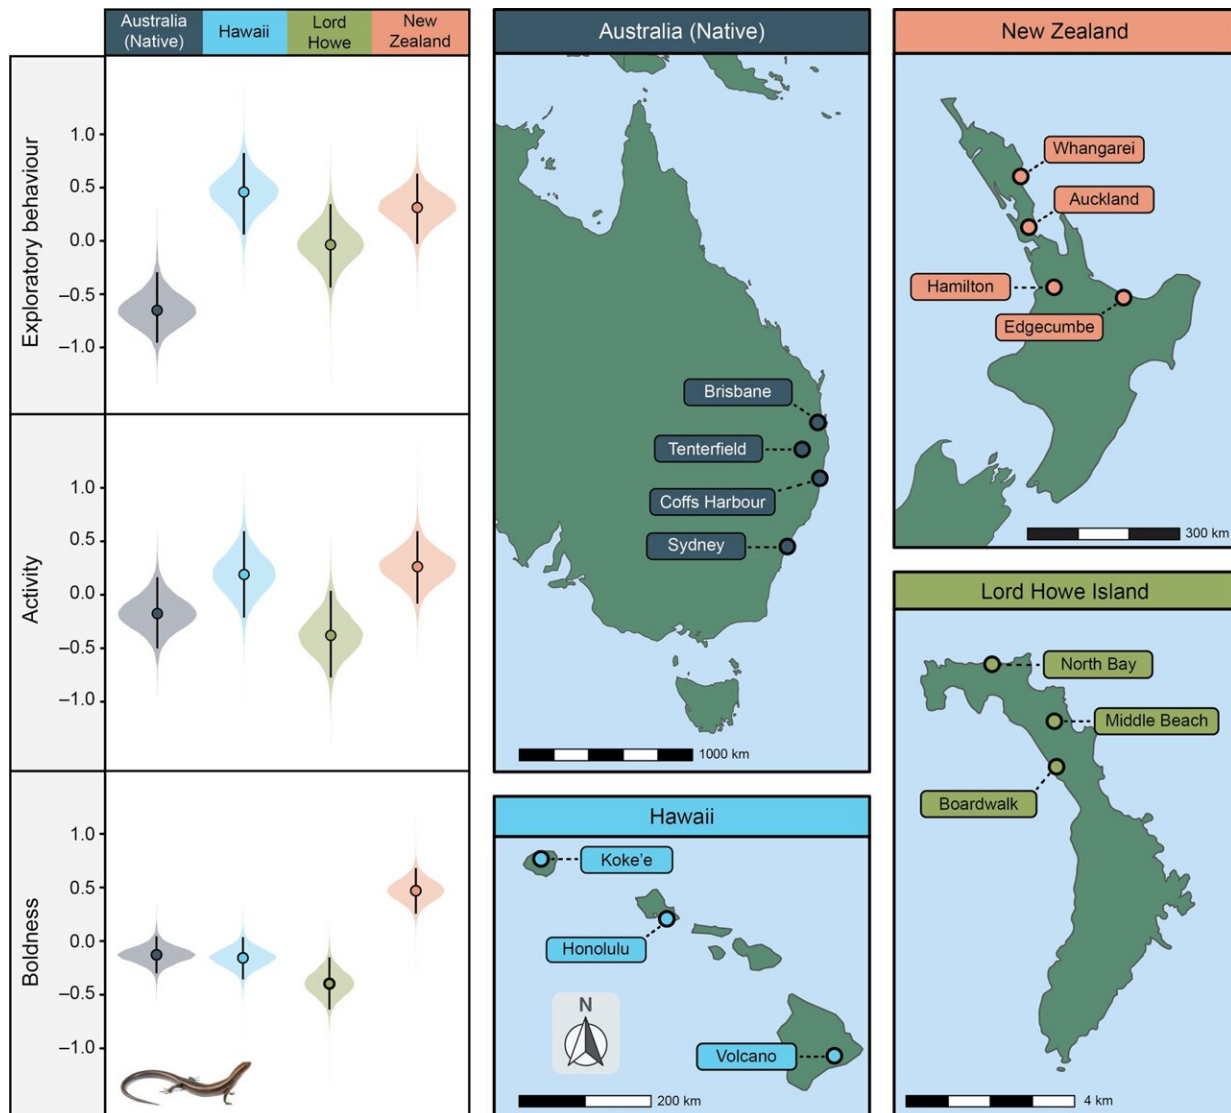 Australia
(Native)
Hawaii
Lord
Howe
New
Zealand
Exploratory behaviour
1.0
0.5
0.0
–0.5
–1.0
Activity
1.0
0.5
0.0
–0.5
–1.0
Boldness
1.0
0.5
0.0
–0.5
–1.0
Australia (Native)
Brisbane
Tenterfield
Coffs Harbour
Sydney
1000 km
Hawaii
Koke’e
Honolulu
N
Volcano
200 km
New Zealand
Whangarei
Auckland
Hamilton
Edgecumbe
300 km
Lord Howe Island
North Bay
Middle Beach
Boardwalk
4 km